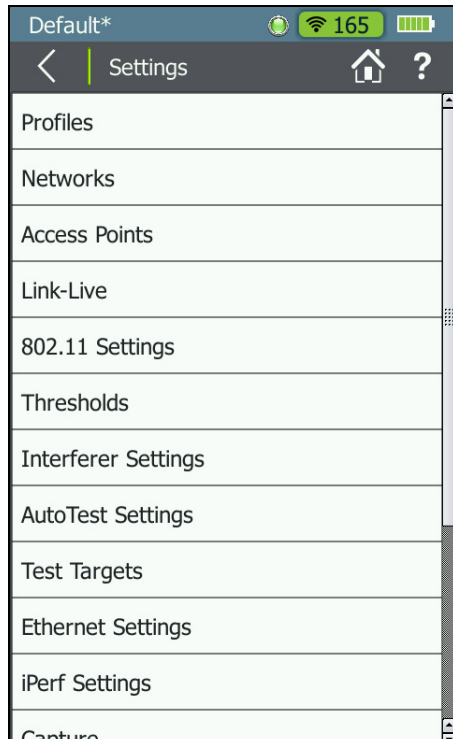 Default*
165
Settings
?
Profiles
Networks
Access Points
Link-Live
802.11 Settings
Thresholds
Interferer Settings
AutoTest Settings
Test Targets
Ethernet Settings
iPerf Settings
Capture